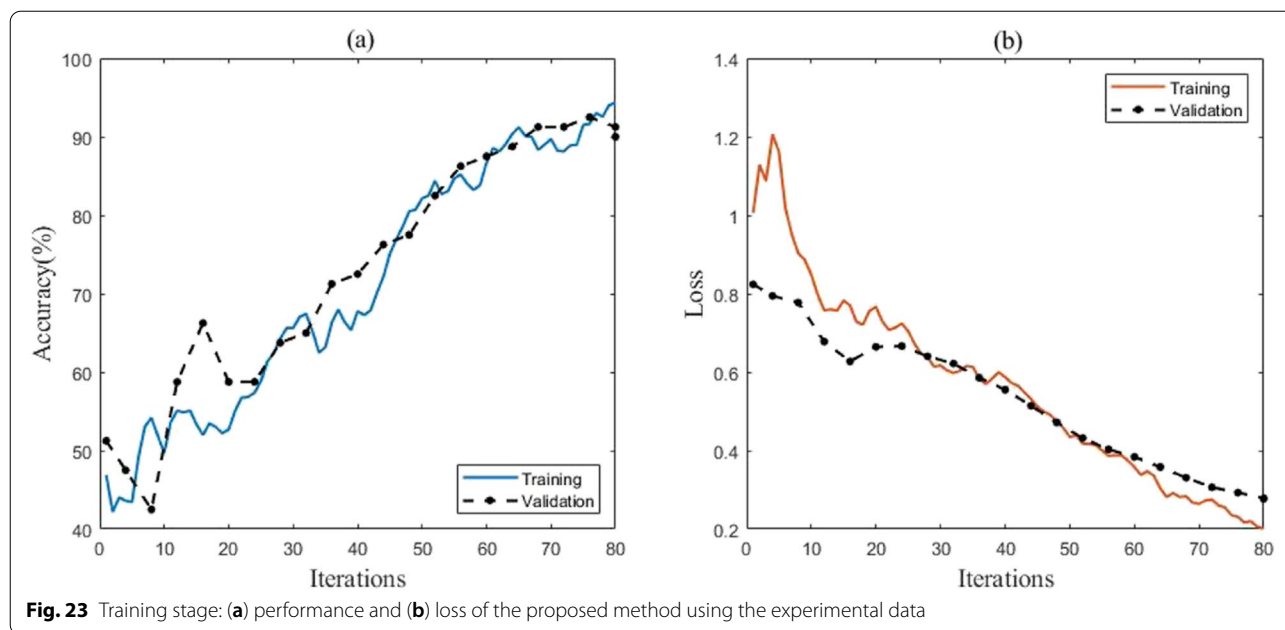 (a)
100
90
80
70
60
50
40
Accuracy(%)
0 10 20 30 40 50 60 70 80
Iterations
Training
Validation
(b)
1.4
1.2
1
0.8
0.6
0.4
0.2
Loss
0 10 20 30 40 50 60 70 80
Iterations
Training
Validation
Fig. 23 Training stage: (a) performance and (b) loss of the proposed method using the experimental data